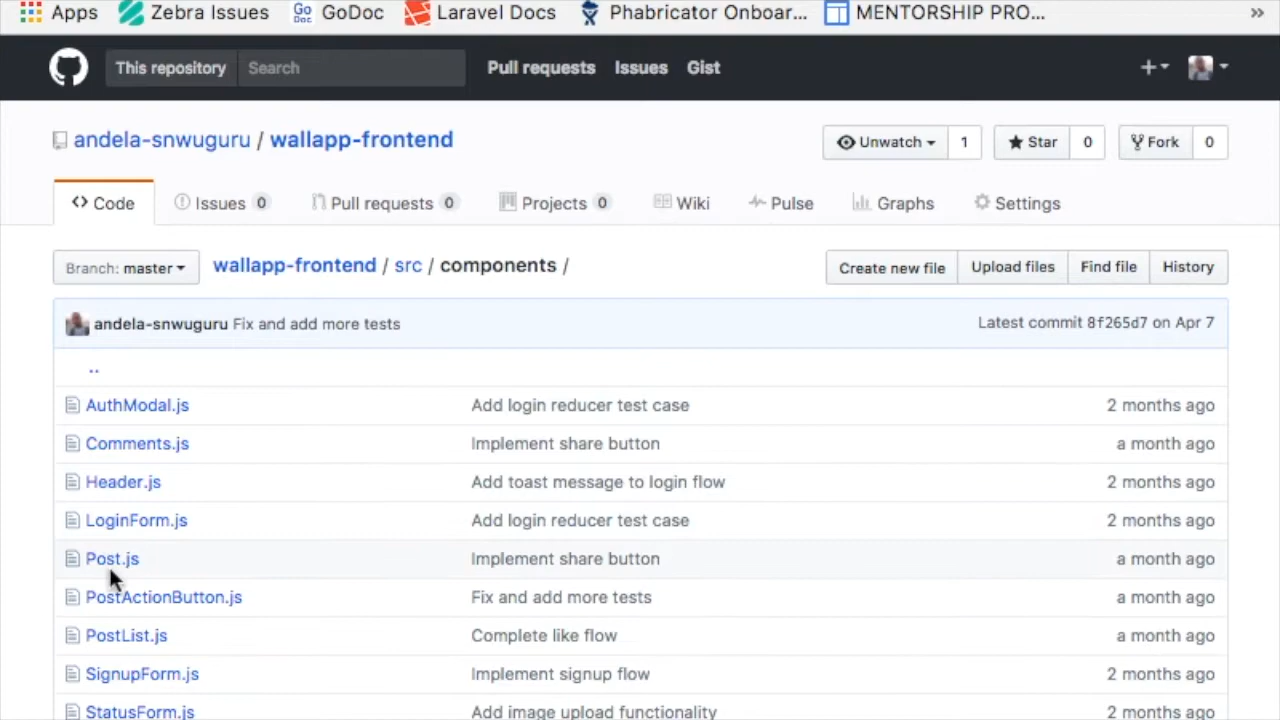 Apps Zebra Issues Go Doc GoDoc Laravel Docs Phabricator Onboar... MENTORSHIP PRO... »
This repository Search Pull requests Issues Gist
andela-snwuguru / wallapp-frontend Unwatch 1 Star 0 Fork 0
Code Issues 0 Pull requests 0 Projects 0 Wiki Pulse Graphs Settings
Branch: master wallapp-frontend / src / components / Create new file Upload files Find file History
andela-snwuguru Fix and add more tests Latest commit 8f265d7 on Apr 7
..
AuthModal.js Add login reducer test case 2 months ago
Comments.js Implement share button a month ago
Header.js Add toast message to login flow 2 months ago
LoginForm.js Add login reducer test case 2 months ago
Post.js Implement share button a month ago
PostActionButton.js Fix and add more tests a month ago
PostList.js Complete like flow a month ago
SignupForm.js Implement signup flow 2 months ago
StatusForm.js Add image upload functionality 2 months ago